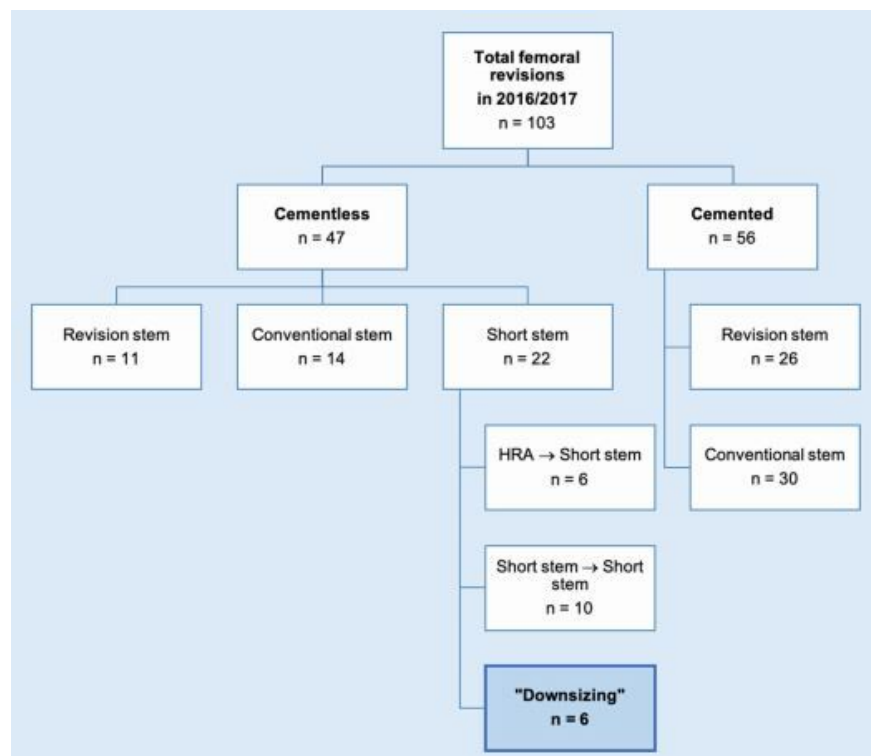 Total femoral
revisions
in 2016/2017
n = 103
Cementless
n = 47
Cemented
n = 56
Revision stem
n = 11
Conventional stem
n = 14
Short stem
n = 22
Revision stem
n = 26
HRA → Short stem
n = 6
Conventional stem
n = 30
Short stem → Short
stem
n = 10
"Downsizing"
n = 6